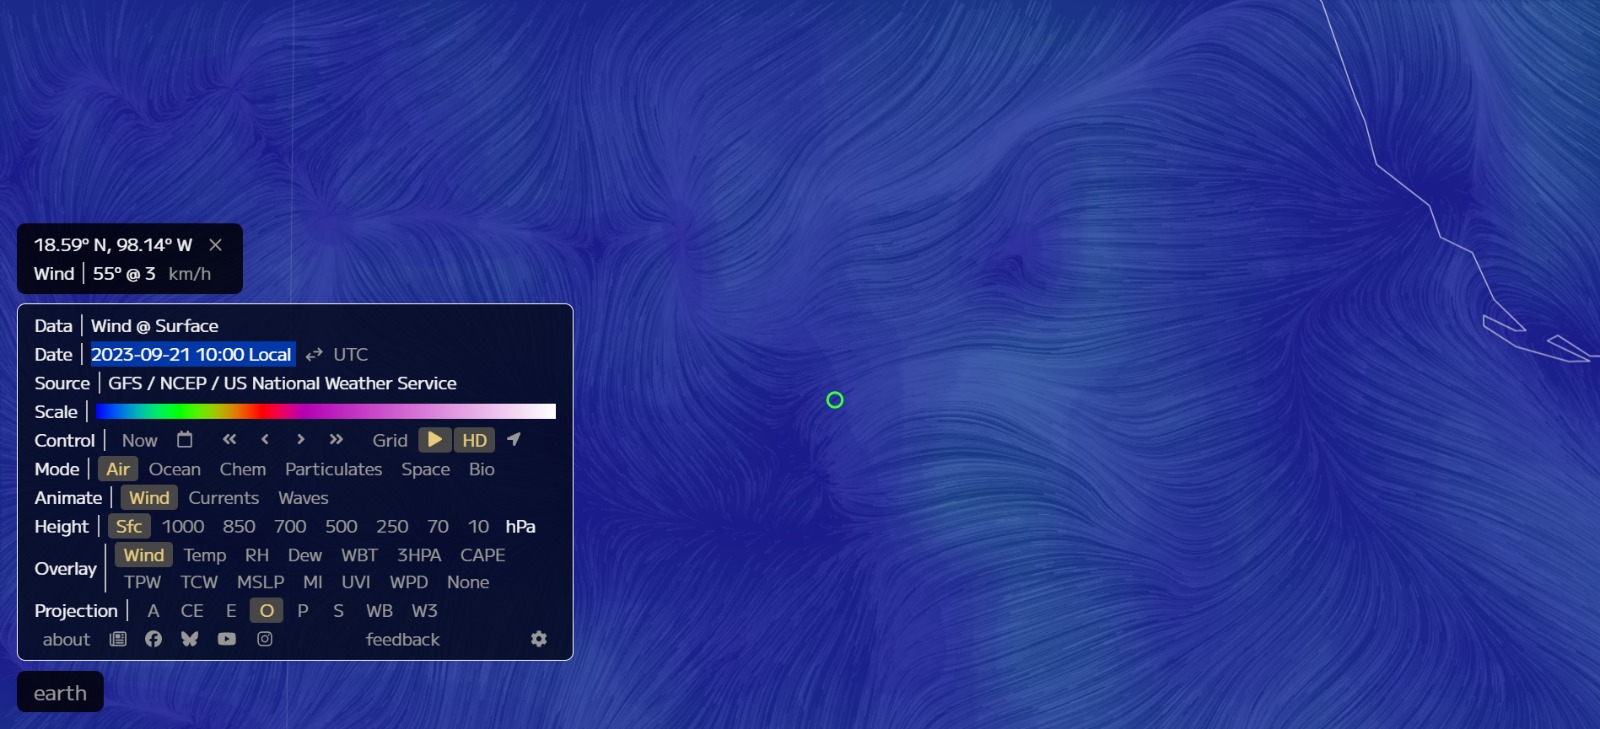 18.59° N, 98.14° W ×
Wind | 55° @ 3 km/h
Data | Wind @ Surface
Date | 2023-09-21 10:00 Local ⇄ UTC
Source | GFS / NCEP / US National Weather Service
Scale |
Control | Now « ‹ › » Grid HD
Mode | Air Ocean Chem Particulates Space Bio
Animate | Wind Currents Waves
Height | Sfc 1000 850 700 500 250 70 10 hPa
Overlay | Wind Temp RH Dew WBT 3HPA CAPE
TPW TCW MSLP MI UVI WPD None
Projection | A CE E O P S WB W3
about feedback
earth